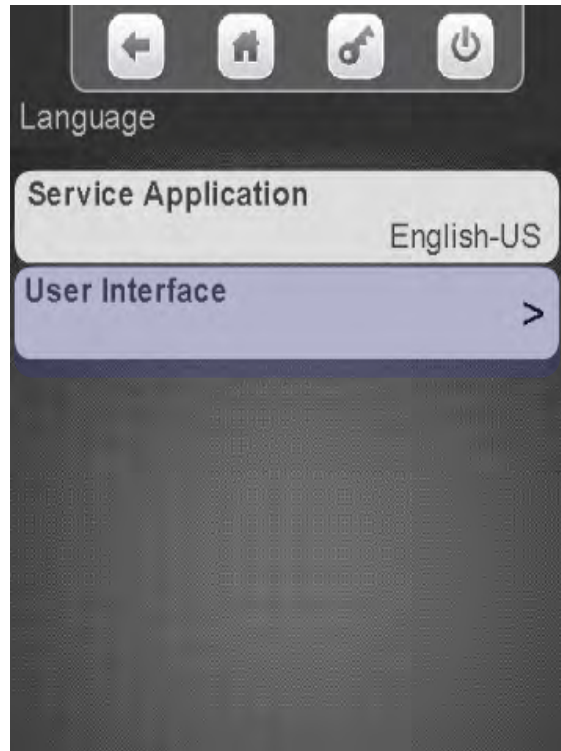 Language
Service Application
English-US
User Interface
>